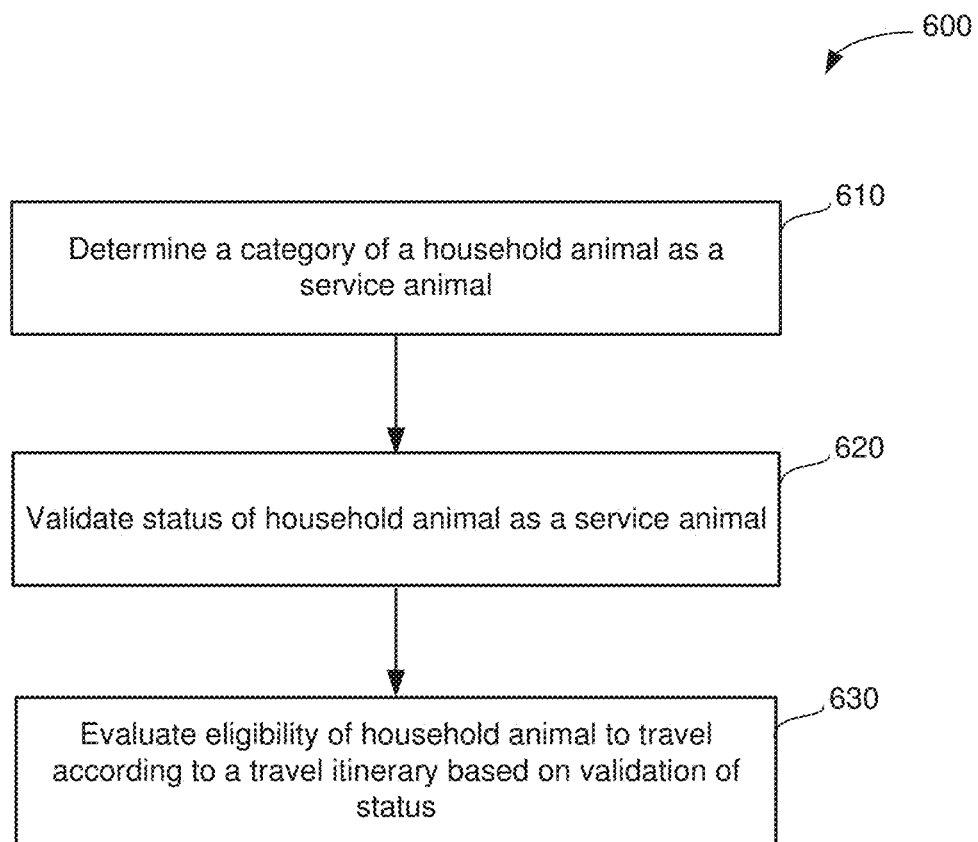 600
610
Determine a category of a household animal as a
service animal
620
Validate status of household animal as a service animal
630
Evaluate eligibility of household animal to travel
according to a travel itinerary based on validation of
status